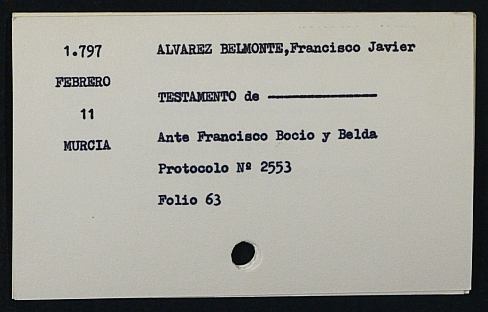 1.797
FEBRERO
11
MURCIA
ALVAREZ BELMONTE,Francisco Javier
TESTAMENTO de ——————
Ante Francisco Bocio y Belda
Protocolo Nº 2553
Folio 63